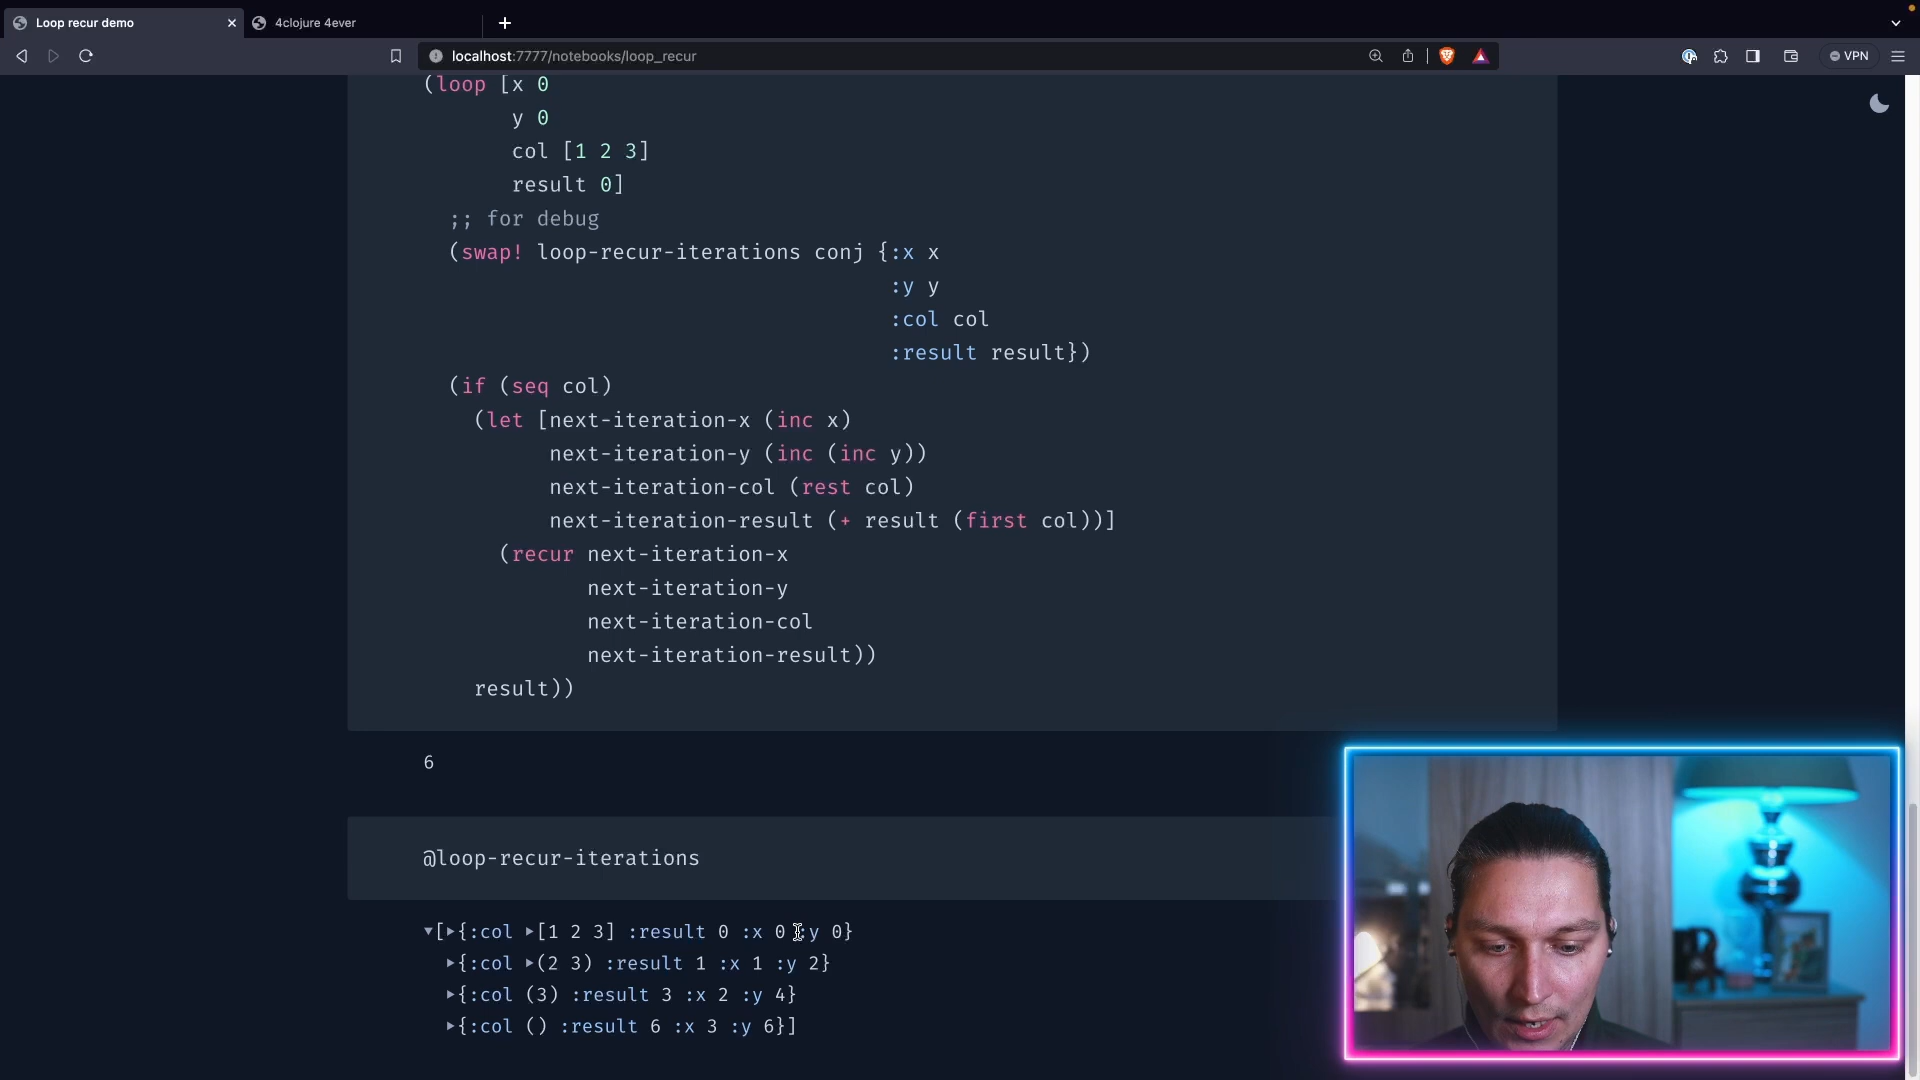 Loop recur demo
4clojure 4ever
localhost:7777/notebooks/loop_recur
VPN
(loop [x 0
y 0
col [1 2 3]
result 0]
;; for debug
(swap! loop-recur-iterations conj {:x x
:y y
:col col
:result result})
(if (seq col)
(let [next-iteration-x (inc x)
next-iteration-y (inc (inc y))
next-iteration-col (rest col)
next-iteration-result (+ result (first col))]
(recur next-iteration-x
next-iteration-y
next-iteration-col
next-iteration-result))
result))
6
@loop-recur-iterations
[{:col [1 2 3] :result 0 :x 0 :y 0}
{:col (2 3) :result 1 :x 1 :y 2}
{:col (3) :result 3 :x 2 :y 4}
{:col () :result 6 :x 3 :y 6}]